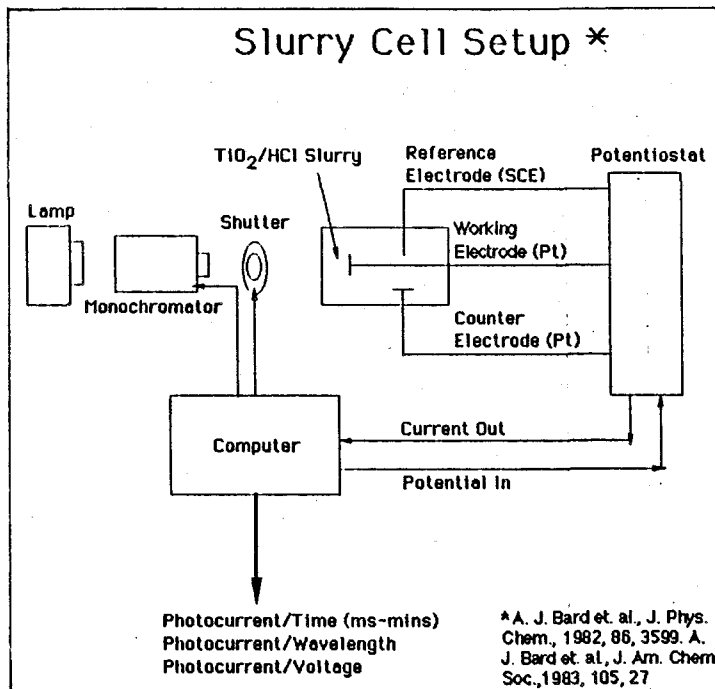 Slurry Cell Setup *
TiO2/HCl Slurry
Reference
Electrode (SCE)
Potentiostat
Lamp
Shutter
Working
Electrode (Pt)
Monochromator
Counter
Electrode (Pt)
Computer
Current Out
Potential In
Photocurrent/Time (ms-mins)
Photocurrent/Wavelength
Photocurrent/Voltage
*A. J. Bard et. al., J. Phys.
Chem., 1982, 86, 3599. A.
J. Bard et. al., J. Am. Chem
Soc.,1983, 105, 27